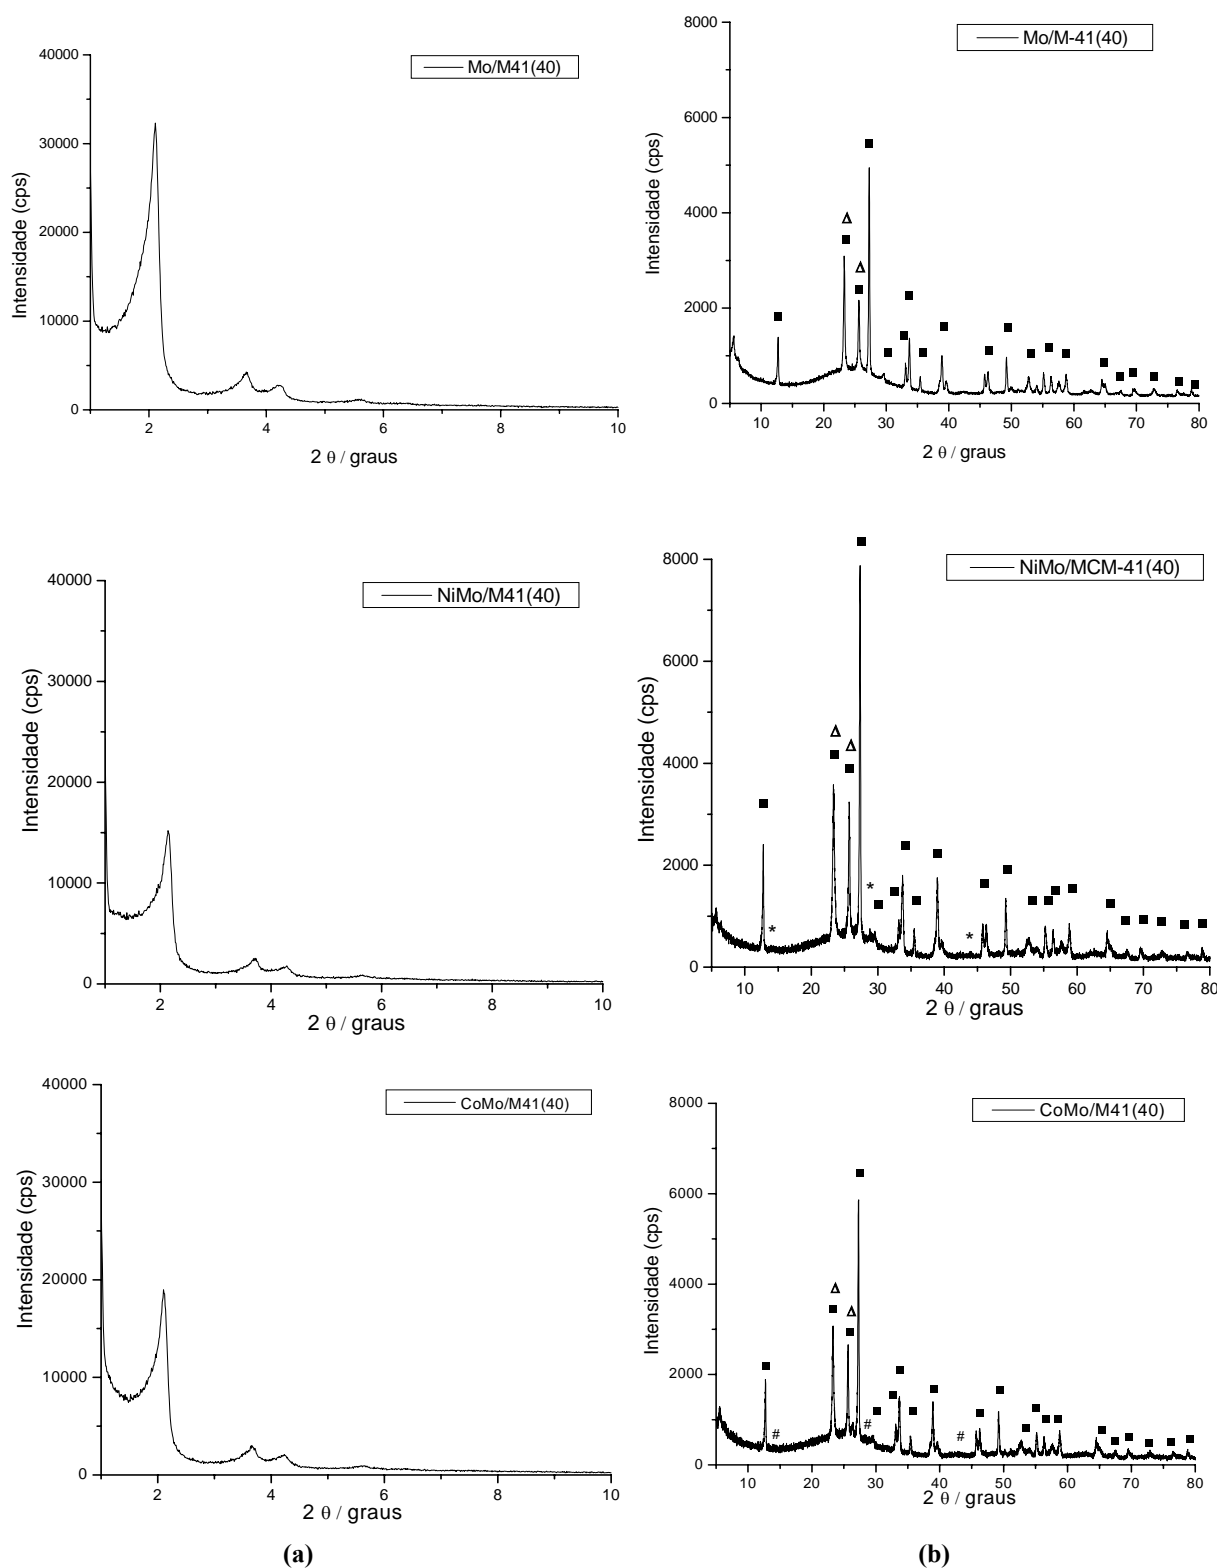 Mo/M41(40)
40000
30000
20000
10000
0
Intensidade (cps)
2
4
6
8
10
2 θ / graus
Mo/M-41(40)
8000
6000
4000
2000
0
Intensidade (cps)
Δ
Δ
10
20
30
40
50
60
70
80
2 θ / graus
NiMo/M41(40)
40000
30000
20000
10000
0
Intensidade (cps)
2
4
6
8
10
2 θ / graus
NiMo/MCM-41(40)
8000
6000
4000
2000
0
Intensidade (cps)
Δ
Δ
*
*
*
10
20
30
40
50
60
70
80
2 θ / graus
CoMo/M41(40)
40000
30000
20000
10000
0
Intensidade (cps)
2
4
6
8
10
2 θ / graus
CoMo/M41(40)
8000
6000
4000
2000
0
Intensidade (cps)
Δ
Δ
#
#
#
10
20
30
40
50
60
70
80
2 θ / graus
(a)
(b)